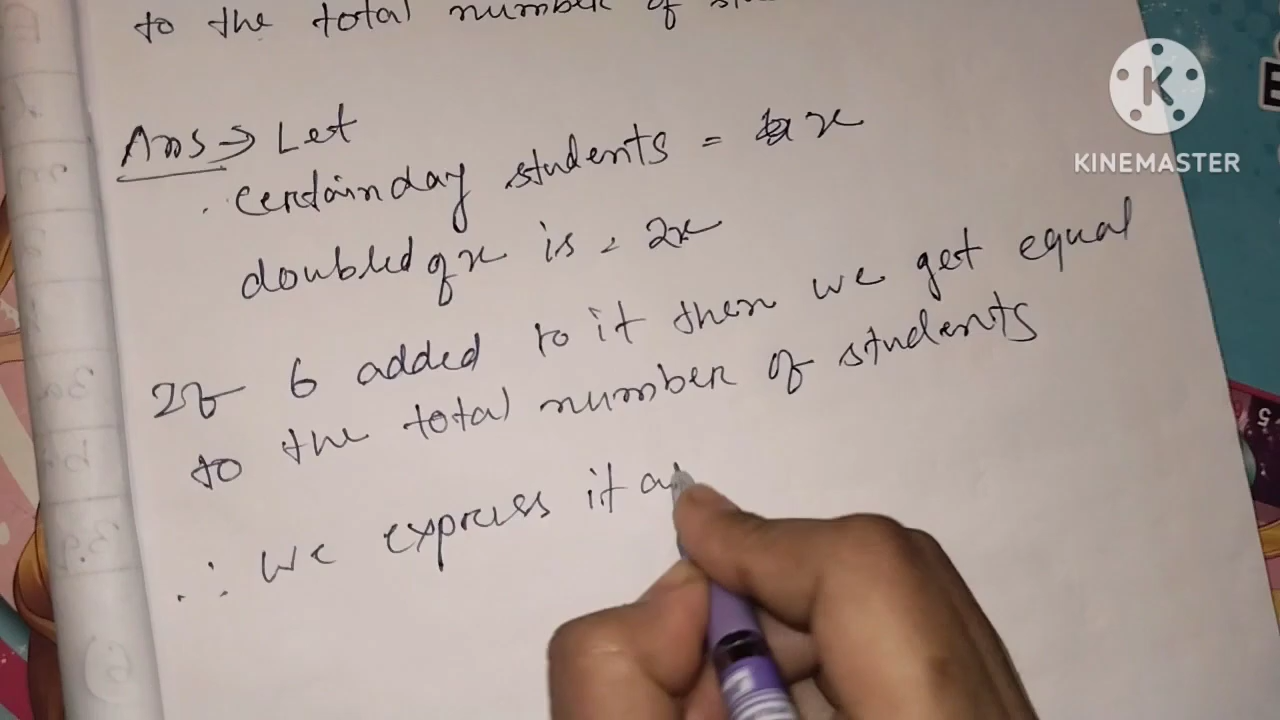 to the total number of
Ans → Let
certain day students = x
doubled of x is = 2x
If 6 added to it then we get equal
to the total number of students
∴ we express it a
KINEMASTER